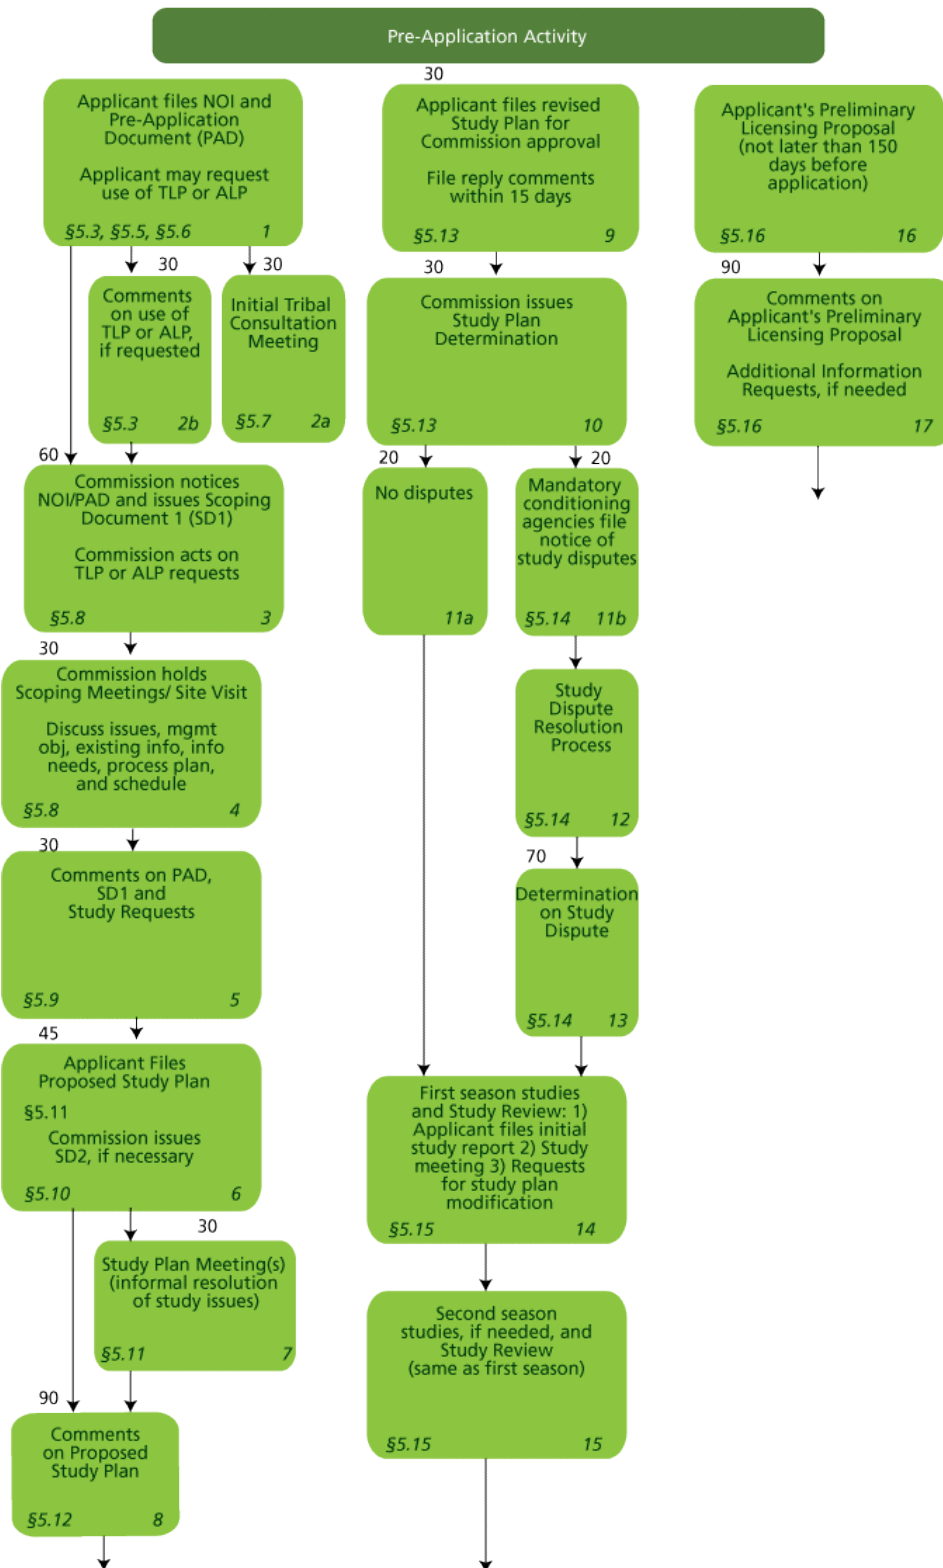 Pre-Application Activity
Applicant files NOI and
Pre-Application
Document (PAD)
Applicant may request
use of TLP or ALP
§5.3, §5.5, §5.6 1
30
Comments
on use of
TLP or ALP,
if requested
§5.3 2b
30
Initial Tribal
Consultation
Meeting
§5.7 2a
60
Commission notices
NOI/PAD and issues Scoping
Document 1 (SD1)
Commission acts on
TLP or ALP requests
§5.8 3
30
Commission holds
Scoping Meetings/ Site Visit
Discuss issues, mgmt
obj, existing info, info
needs, process plan,
and schedule
§5.8 4
30
Comments on PAD,
SD1 and
Study Requests
§5.9 5
45
Applicant Files
Proposed Study Plan
§5.11
Commission issues
SD2, if necessary
§5.10 6
30
Study Plan Meeting(s)
(informal resolution
of study issues)
§5.11 7
90
Comments
on Proposed
Study Plan
§5.12 8
30
Applicant files revised
Study Plan for
Commission approval
File reply comments
within 15 days
§5.13 9
30
Commission issues
Study Plan
Determination
§5.13 10
20
No disputes
11a
20
Mandatory
conditioning
agencies file
notice of
study disputes
§5.14 11b
Study
Dispute
Resolution
Process
§5.14 12
70
Determination
on Study
Dispute
§5.14 13
First season studies
and Study Review: 1)
Applicant files initial
study report 2) Study
meeting 3) Requests
for study plan
modification
§5.15 14
Second season
studies, if needed, and
Study Review
(same as first season)
§5.15 15
Applicant's Preliminary
Licensing Proposal
(not later than 150
days before
application)
§5.16 16
90
Comments on
Applicant's Preliminary
Licensing Proposal
Additional Information
Requests, if needed
§5.16 17